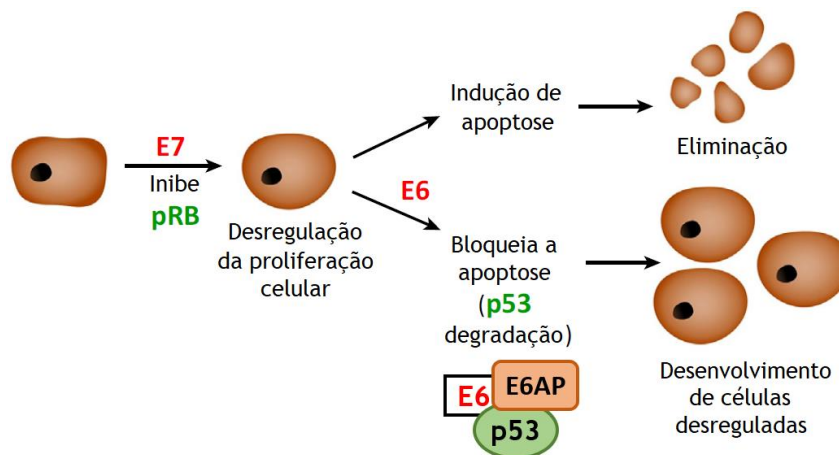 E7
Inibe
pRB
Desregulação
da proliferação
celular
Indução de
apoptose
Eliminação
E6
Bloqueia a
apoptose
(p53
degradação)
E6
E6AP
p53
Desenvolvimento
de células
desreguladas